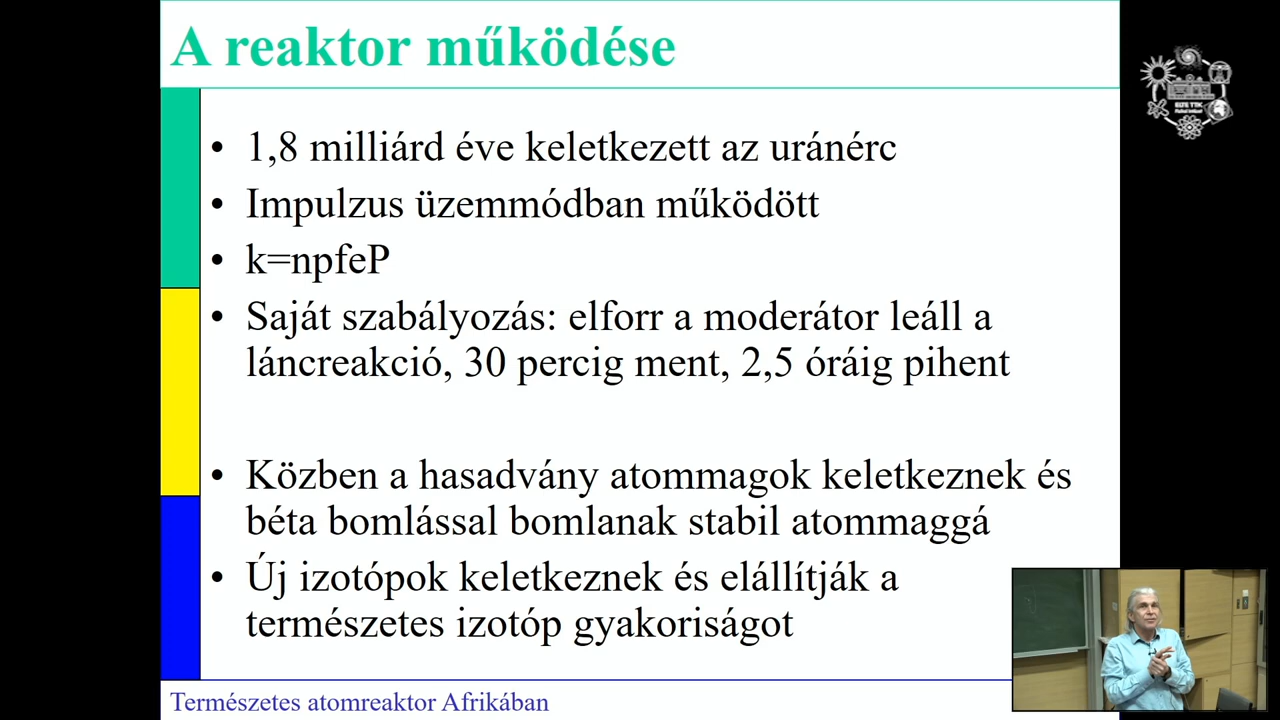 A reaktor működése
• 1,8 milliárd éve keletkezett az uránérc
• Impulzus üzemmódban működött
• k=npfeP
• Saját szabályozás: elforr a moderátor leáll a
láncreakció, 30 percig ment, 2,5 óráig pihent
• Közben a hasadvány atommagok keletkeznek és
béta bomlással bomlanak stabil atommaggá
• Új izotópok keletkeznek és elállítják a
természetes izotóp gyakoriságot
Természetes atomreaktor Afrikában
ELTE TTK